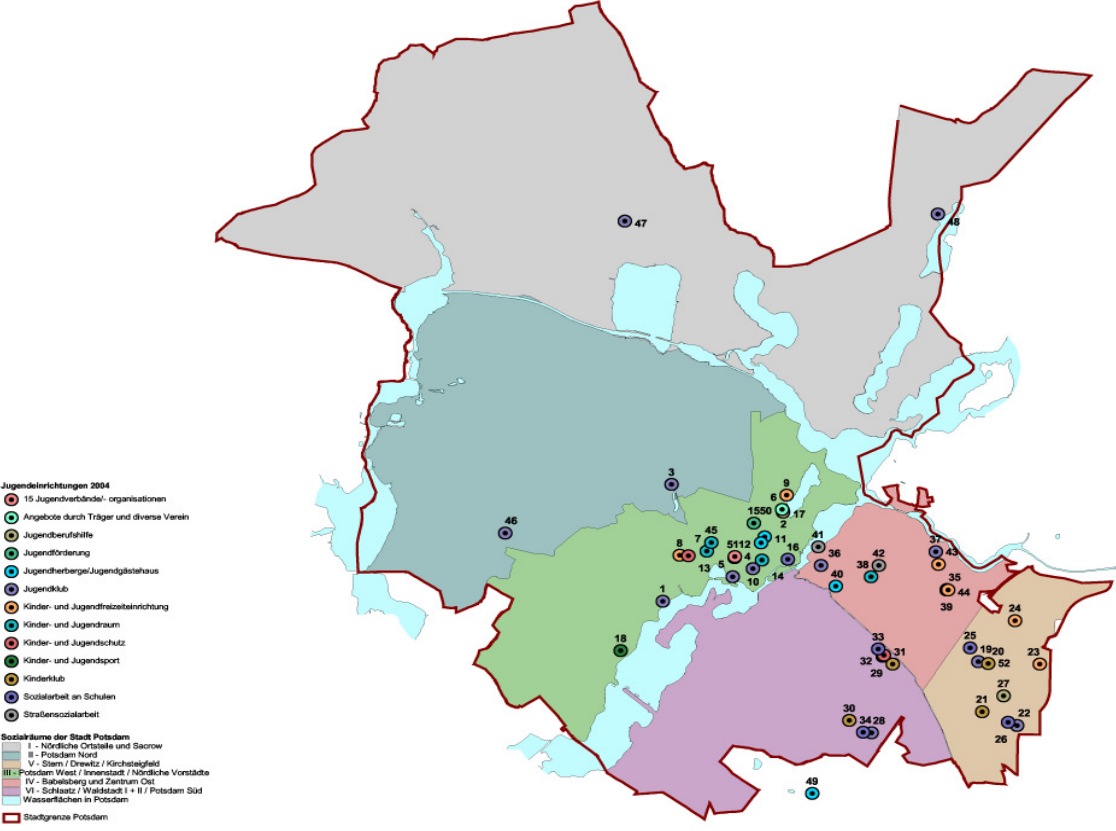 47
48
3
9
6
46
1550
17
2
45
7
8
5112
11
41
16
37
43
36
42
13
4
5
10
14
38
40
35
44
39
1
24
18
33
25
31
32
29
19
20
52
23
27
30
21
22
34
28
26
49
Jugendeinrichtungen 2004
15 Jugendverbände/- organisationen
Angebote durch Träger und diverse Verein
Jugendberufshilfe
Jugendförderung
Jugendherberge/Jugendgästehaus
Jugendklub
Kinder- und Jugendfreizeiteinrichtung
Kinder- und Jugendraum
Kinder- und Jugendschutz
Kinder- und Jugendsport
Kinderklub
Sozialarbeit an Schulen
Straßensozialarbeit
Sozialräume der Stadt Potsdam
I - Nördliche Ortsteile und Sacrow
II - Potsdam Nord
V - Stern / Drewitz / Kirchsteigfeld
III - Potsdam West / Innenstadt / Nördliche Vorstädte
IV - Babelsberg und Zentrum Ost
VI - Schlaatz / Waldstadt I + II / Potsdam Süd
Wasserflächen in Potsdam
Stadtgrenze Potsdam